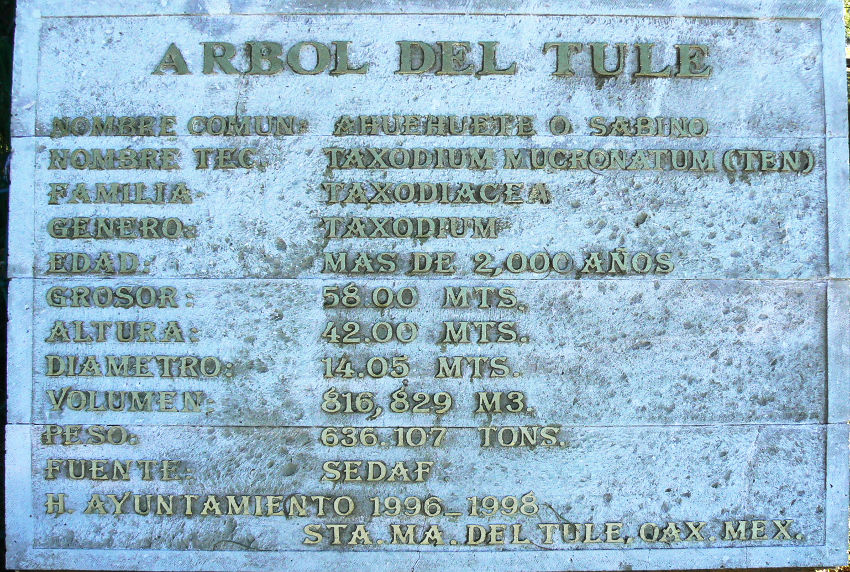 ARBOL DEL TULE
NOMBRE COMUN: AHUEHUETE O SABINO
NOMBRE TEC. TAXODIUM MUCRONATUM (TEN)
FAMILIA TAXODIACEA
GENERO: TAXODIUM
EDAD: MAS DE 2,000 AÑOS
GROSOR: 58.00 MTS.
ALTURA: 42.00 MTS.
DIAMETRO: 14.05 MTS.
VOLUMEN: 816,829 M3.
PESO: 636.107 TONS.
FUENTE: SEDAF
H. AYUNTAMIENTO 1996-1998
STA. MA. DEL TULE, OAX. MEX.